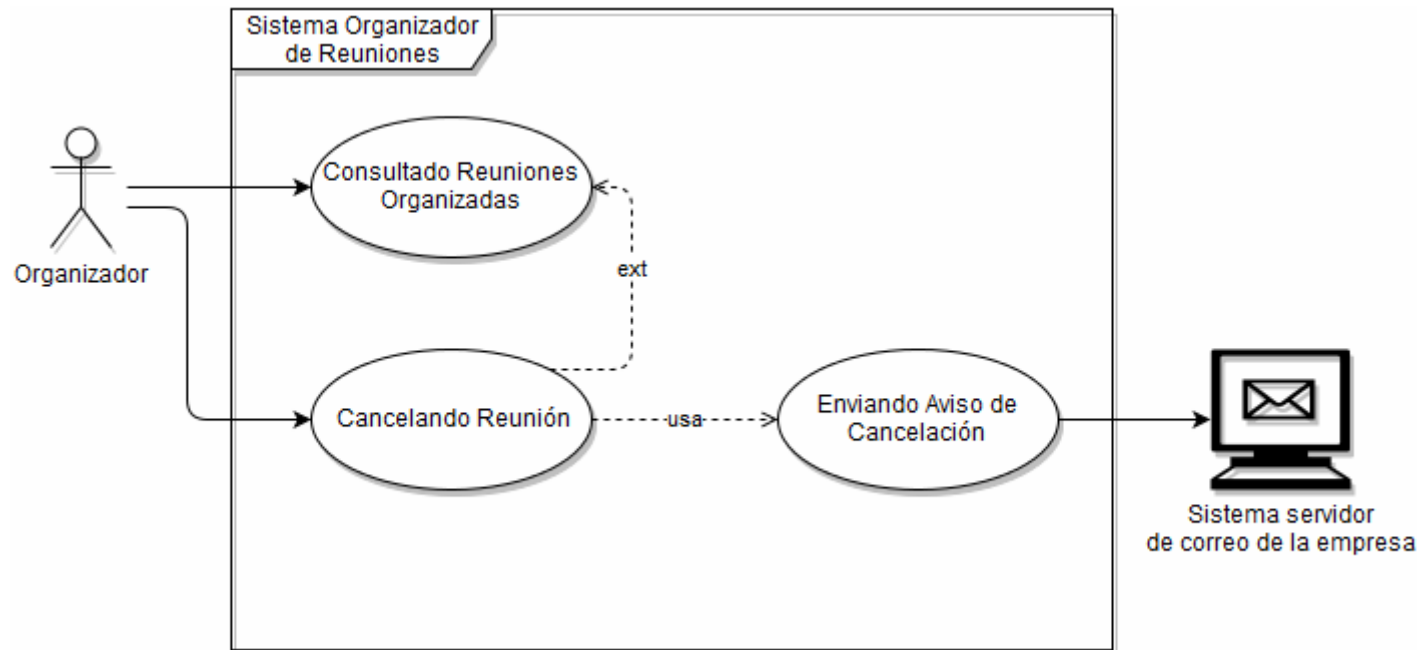 Sistema Organizador
de Reuniones
Consultado Reuniones
Organizadas
Organizador
ext
Cancelando Reunión
usa
Enviando Aviso de
Cancelación
Sistema servidor
de correo de la empresa